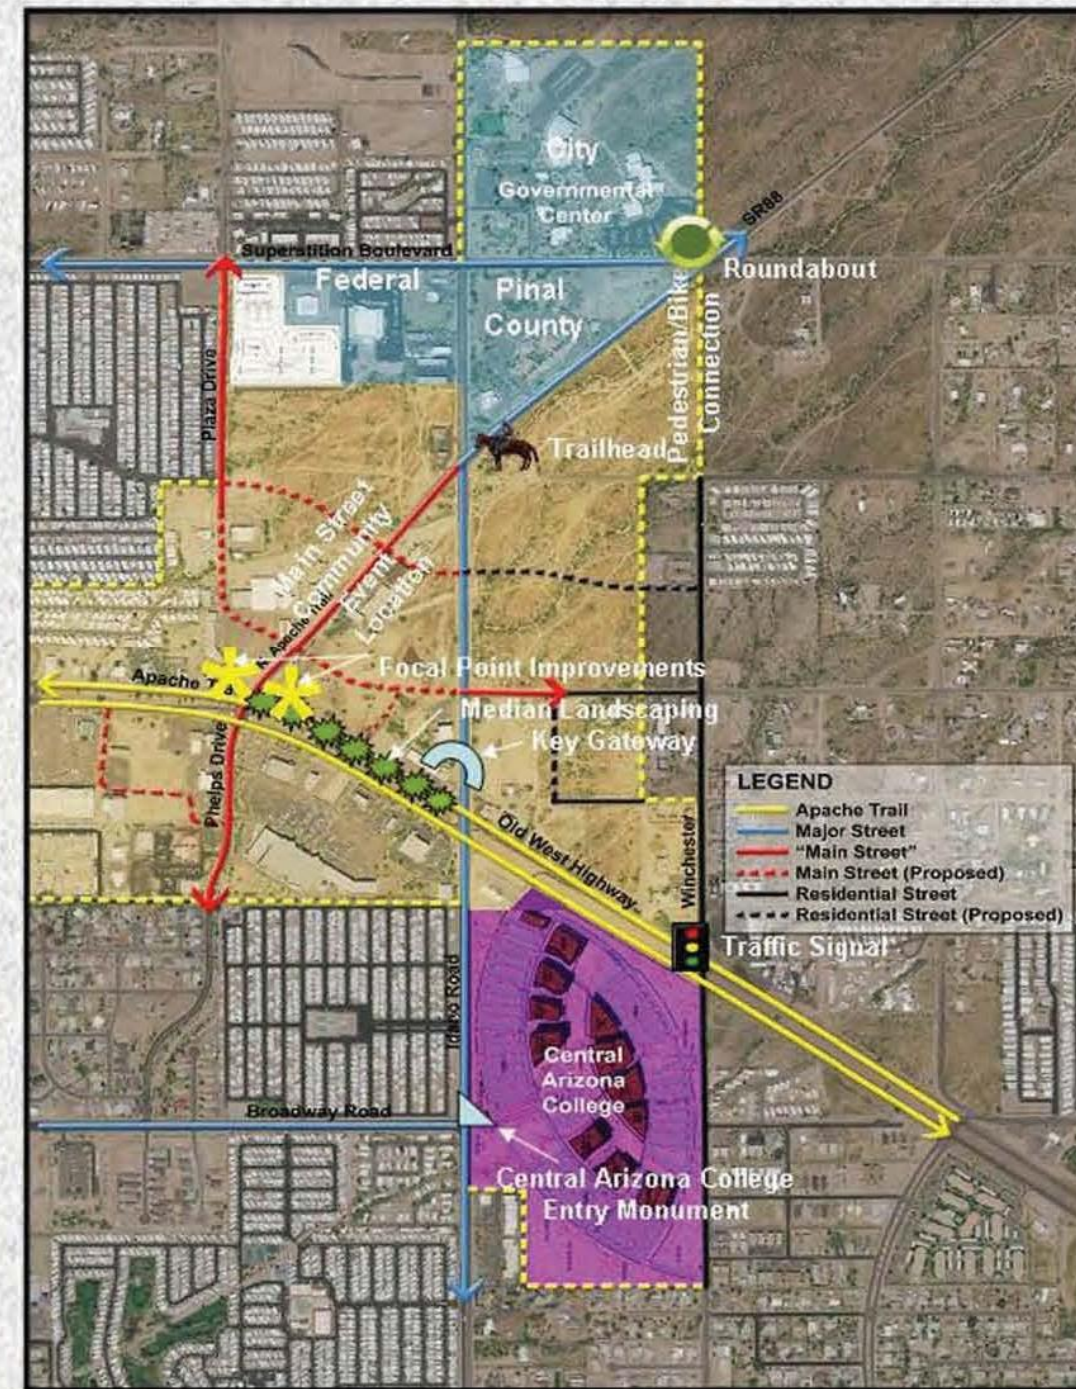 City
Governmental
Center
SR88
Superstition Boulevard
Roundabout
Federal
Pinal
County
Pedestrian/Bike
Connection
Plaza Drive
Trailhead
Main Street
Community
Event
Location
N. Apache Trail
Focal Point Improvements
Apache
Median Landscaping
Key Gateway
Phelps Drive
LEGEND
Apache Trail
Major Street
"Main Street"
Main Street (Proposed)
Residential Street
Residential Street (Proposed)
Old West Highway
Winchester
Traffic Signal
Idaho Road
Central
Arizona
College
Broadway Road
Central Arizona College
Entry Monument